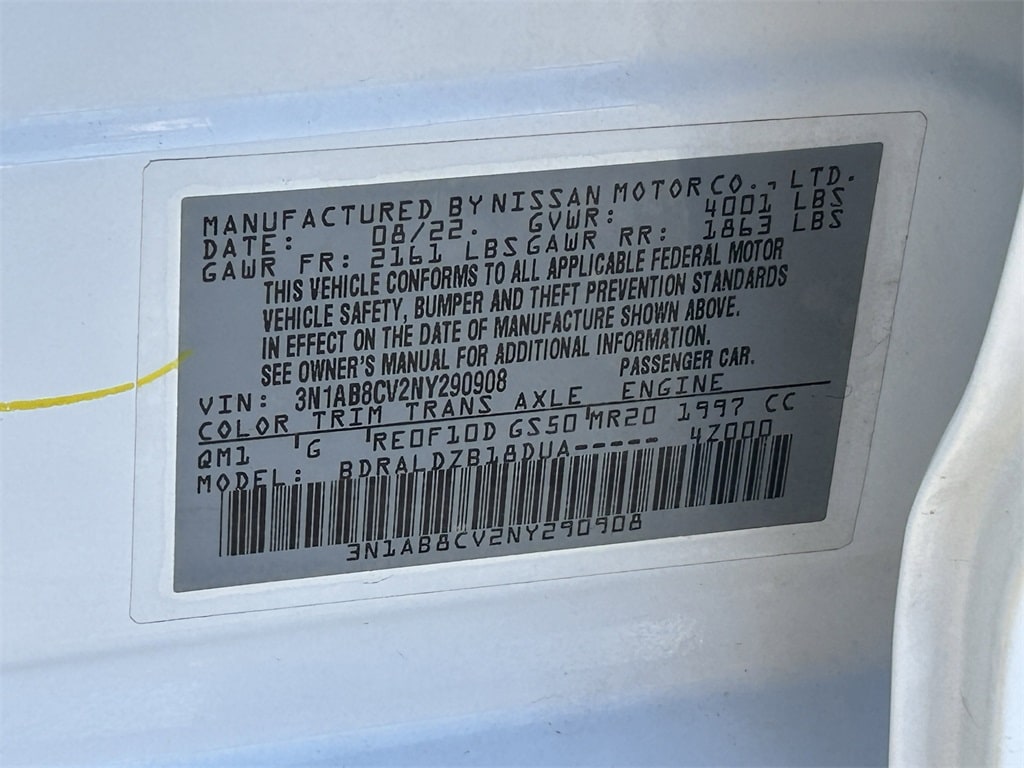 MANUFACTURED BY NISSAN MOTOR CO., LTD.
DATE: 08/22. GVWR: 4001 LBS
GAWR FR: 2161 LBS GAWR RR: 1863 LBS
THIS VEHICLE CONFORMS TO ALL APPLICABLE FEDERAL MOTOR
VEHICLE SAFETY, BUMPER AND THEFT PREVENTION STANDARDS
IN EFFECT ON THE DATE OF MANUFACTURE SHOWN ABOVE.
SEE OWNER'S MANUAL FOR ADDITIONAL INFORMATION.
VIN: 3N1AB8CV2NY290908 PASSENGER CAR.
COLOR TRIM TRANS AXLE ENGINE
QM1 G RE0F10D GS50 MR20 1997 CC
MODEL: BDRALDZB18DUA----- 4Z000
3N1AB8CV2NY290908